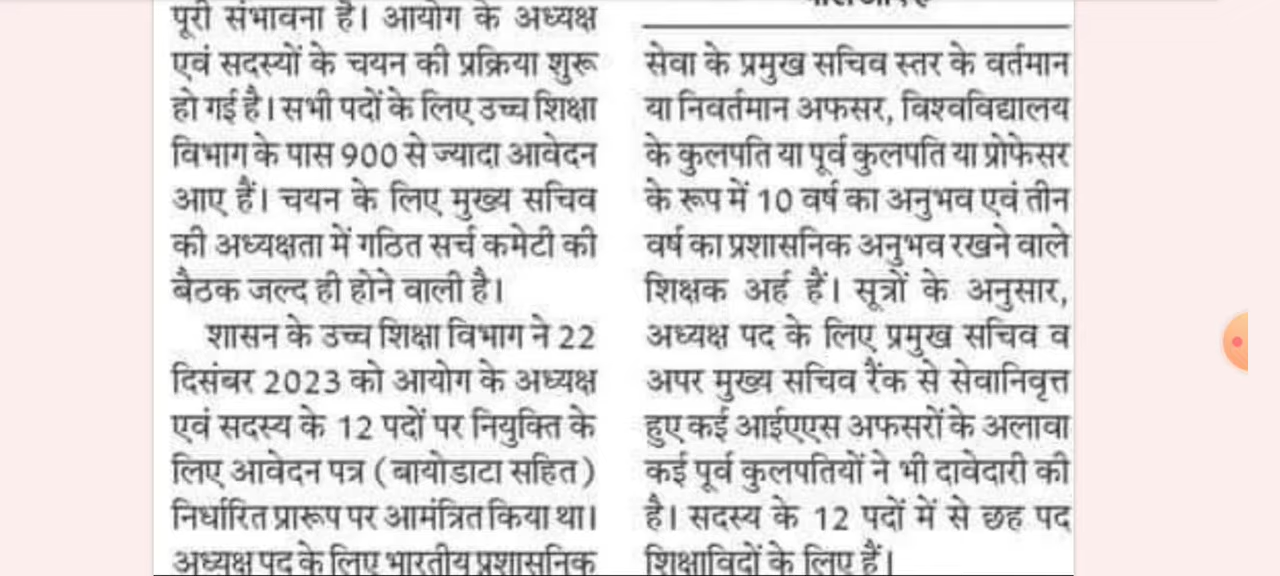 पूरी संभावना है। आयोग के अध्यक्ष
एवं सदस्यों के चयन की प्रक्रिया शुरू
हो गई है। सभी पदों के लिए उच्च शिक्षा
विभाग के पास 900 से ज्यादा आवेदन
आए हैं। चयन के लिए मुख्य सचिव
की अध्यक्षता में गठित सर्च कमेटी की
बैठक जल्द ही होने वाली है।
शासन के उच्च शिक्षा विभाग ने 22
दिसंबर 2023 को आयोग के अध्यक्ष
एवं सदस्य के 12 पदों पर नियुक्ति के
लिए आवेदन पत्र (बायोडाटा सहित)
निर्धारित प्रारूप पर आमंत्रित किया था।
अध्यक्ष पद के लिए भारतीय प्रशासनिक
सेवा के प्रमुख सचिव स्तर के वर्तमान
या निवर्तमान अफसर, विश्वविद्यालय
के कुलपति या पूर्व कुलपति या प्रोफेसर
के रूप में 10 वर्ष का अनुभव एवं तीन
वर्ष का प्रशासनिक अनुभव रखने वाले
शिक्षक अर्ह हैं। सूत्रों के अनुसार,
अध्यक्ष पद के लिए प्रमुख सचिव व
अपर मुख्य सचिव रैंक से सेवानिवृत्त
हुए कई आईएएस अफसरों के अलावा
कई पूर्व कुलपतियों ने भी दावेदारी की
है। सदस्य के 12 पदों में से छह पद
शिक्षाविदों के लिए हैं।